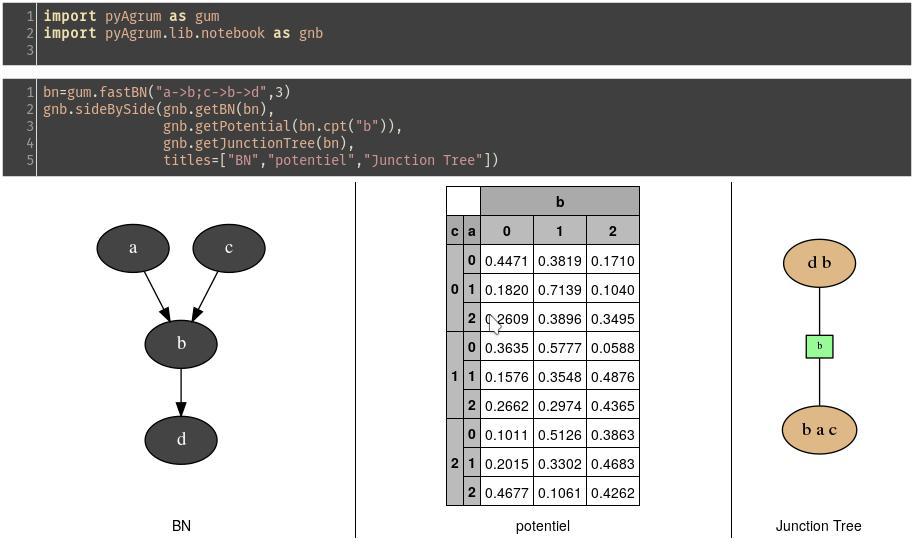 1 import pyAgrum as gum
2 import pyAgrum.lib.notebook as gnb
3
1 bn=gum.fastBN("a->b;c->b->d",3)
2 gnb.sideBySide(gnb.getBN(bn),
3 gnb.getPotential(bn.cpt("b")),
4 gnb.getJunctionTree(bn),
5 titles=["BN","potentiel","Junction Tree"])
a c
b
d
BN
b
c a 0 1 2
0 0 0.4471 0.3819 0.1710
1 0.1820 0.7139 0.1040
2 0.2609 0.3896 0.3495
1 0 0.3635 0.5777 0.0588
1 0.1576 0.3548 0.4876
2 0.2662 0.2974 0.4365
2 0 0.1011 0.5126 0.3863
1 0.2015 0.3302 0.4683
2 0.4677 0.1061 0.4262
potentiel
d b
b
b a c
Junction Tree